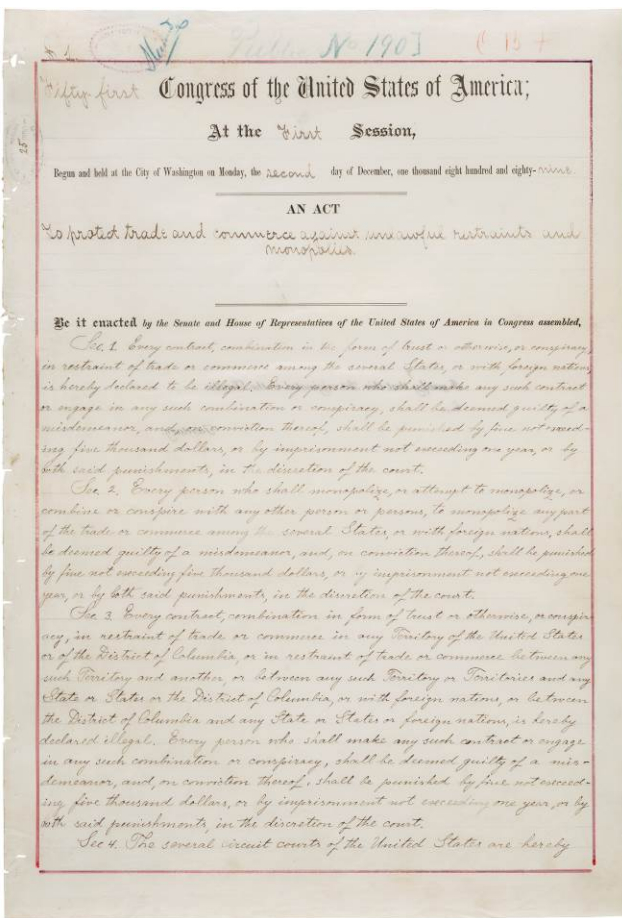 Public No 190]
Fifty-first Congress of the United States of America;
At the First Session,
Begun and held at the City of Washington on Monday, the second day of December, one thousand eight hundred and eighty-nine.
AN ACT
To protect trade and commerce against unlawful restraints and
monopolies.
Be it enacted by the Senate and House of Representatives of the United States of America in Congress assembled,
Sec. 1. Every contract, combination in the form of trust or otherwise, or conspiracy,
in restraint of trade or commerce among the several States, or with foreign nations,
is hereby declared to be illegal. Every person who shall make any such contract
or engage in any such combination or conspiracy, shall be deemed guilty of a
misdemeanor, and, on conviction thereof, shall be punished by fine not exceed-
ing five thousand dollars, or by imprisonment not exceeding one year, or by
both said punishments, in the discretion of the court.
Sec. 2. Every person who shall monopolize, or attempt to monopolize, or
combine or conspire with any other person or persons, to monopolize any part
of the trade or commerce among the several States, or with foreign nations, shall
be deemed guilty of a misdemeanor, and, on conviction thereof, shall be punished
by fine not exceeding five thousand dollars, or by imprisonment not exceeding one
year, or by both said punishments, in the discretion of the court.
Sec. 3. Every contract, combination in form of trust or otherwise, or conspir-
acy, in restraint of trade or commerce in any Territory of the United States
or of the District of Columbia, or in restraint of trade or commerce between any
such Territory and another, or between any such Territory or Territories and any
State or States or the District of Columbia, or with foreign nations, or between
the District of Columbia and any State or States or foreign nations, is hereby
declared illegal. Every person who shall make any such contract or engage
in any such combination or conspiracy, shall be deemed guilty of a mis-
demeanor, and, on conviction thereof, shall be punished by fine not exceed-
ing five thousand dollars, or by imprisonment not exceeding one year, or by
both said punishments, in the discretion of the court.
Sec 4. The several circuit courts of the United States are hereby